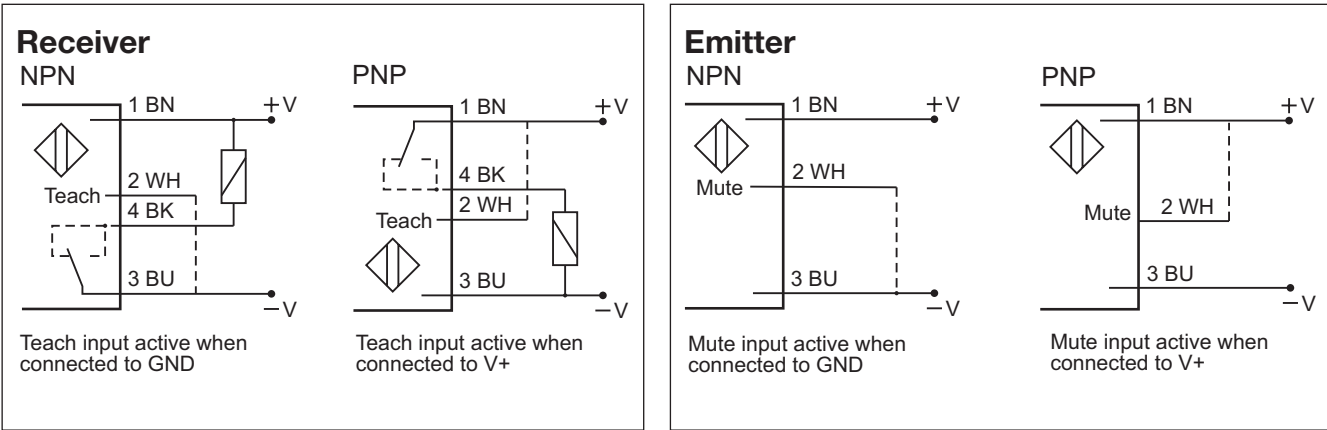 Receiver
NPN
1 BN
+V
2 WH
Teach
4 BK
3 BU
−V
Teach input active when
connected to GND
PNP
1 BN
+V
4 BK
2 WH
Teach
3 BU
−V
Teach input active when
connected to V+
Emitter
NPN
1 BN
+V
2 WH
Mute
3 BU
−V
Mute input active when
connected to GND
PNP
1 BN
+V
Mute
2 WH
3 BU
−V
Mute input active when
connected to V+